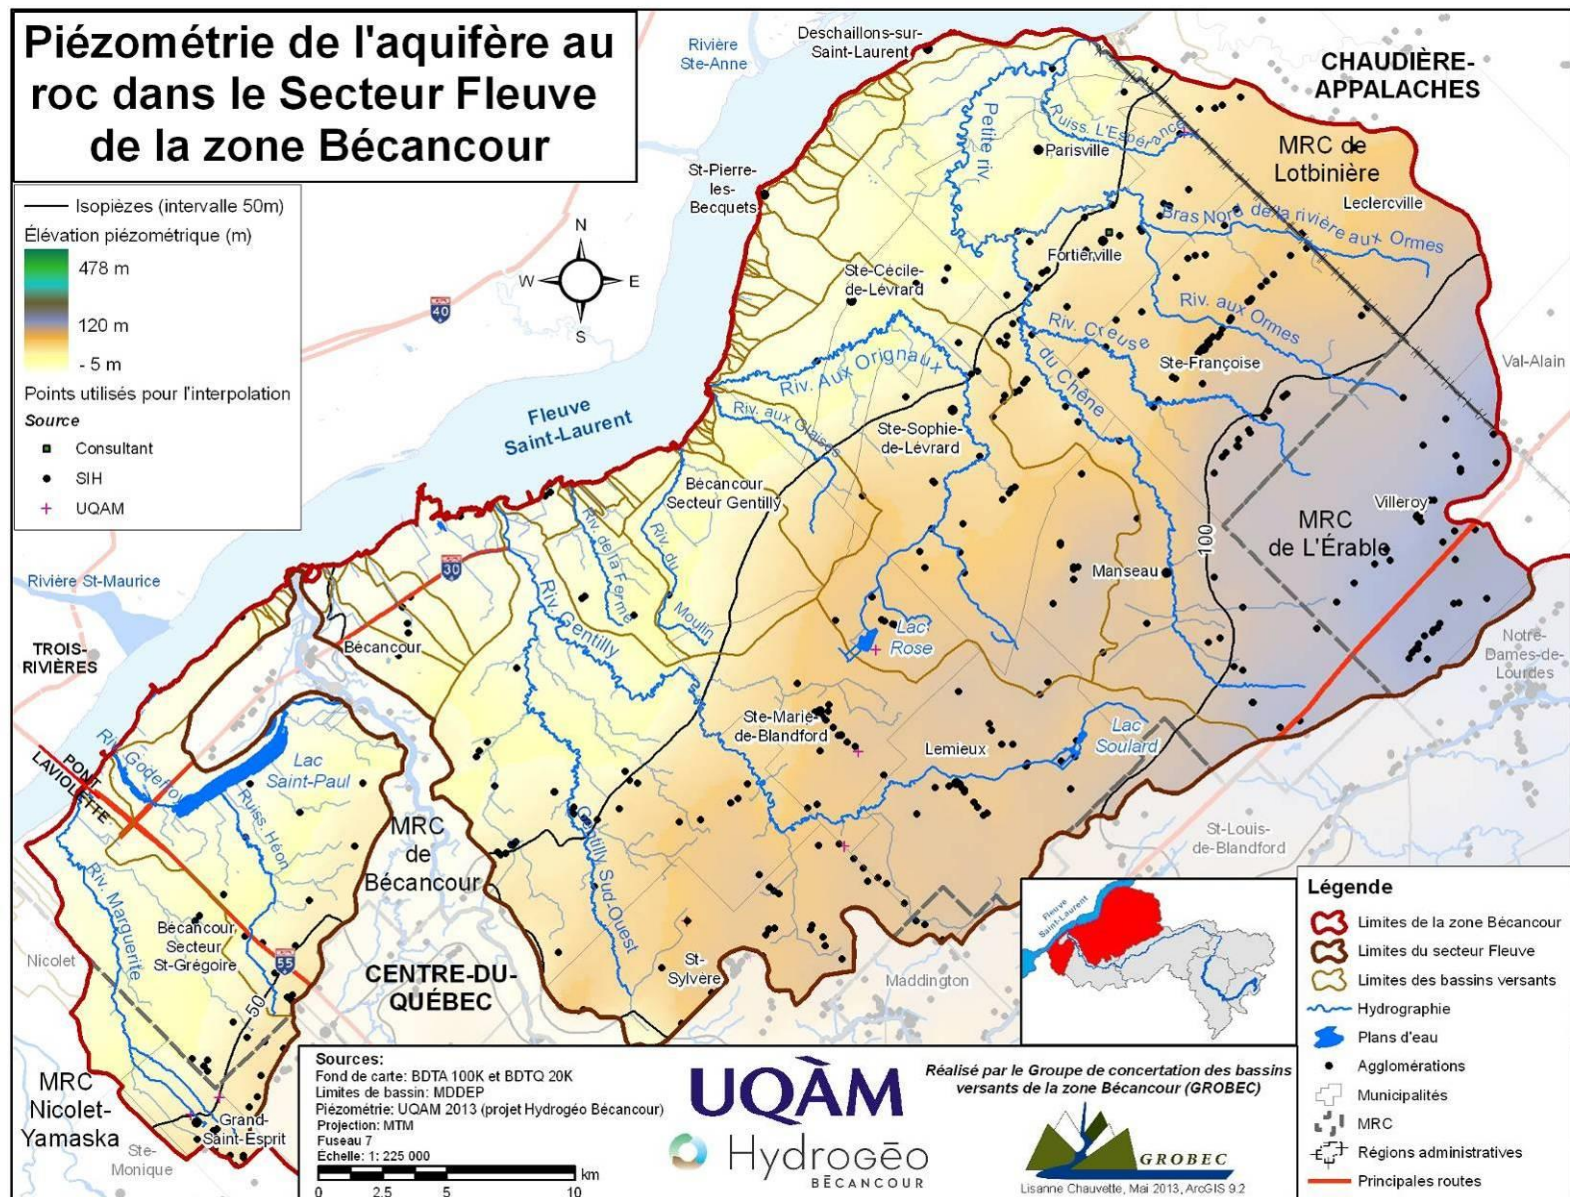 Piézométrie de l'aquifère au
roc dans le Secteur Fleuve
de la zone Bécancour
Isopièzes (intervalle 50m)
Élévation piézométrique (m)
478 m
120 m
- 5 m
Points utilisés pour l'interpolation
Source
Consultant
SIH
UQAM
Rivière
Ste-Anne
Deschaillons-sur-
Saint-Laurent
CHAUDIÈRE-
APPALACHES
40
N
W
E
S
St-Pierre-
les-
Becquets
Petite riv.
du Chêne
Ruiss. L'Espérance
Parisville
MRC de
Lotbinière
Leclercville
Bras Nord de la rivière aux Ormes
Fortierville
Ste-Cécile-
de-Lévrard
Riv. aux Ormes
Riv. Creuse
Ste-Françoise
Val-Alain
Riv. Aux Orignaux
Fleuve
Saint-Laurent
Riv. aux Glaises
Ste-Sophie-
de-Lévrard
Bécancour
Secteur Gentilly
Villeroy
MRC
de L'Érable
100
Manseau
Riv. de la Ferme
Riv. du
Moulin
30
Riv. Gentilly
Rivière St-Maurice
TROIS-
RIVIÈRES
Bécancour
Lac
Rose
Notre-
Dames-de-
Lourdes
Ste-Marie-
de-Blandford
Lemieux
Lac
Soulard
Riv. Godefroy
PONT
LAVIOLETTE
Lac
Saint-Paul
Ruiss. Héon
MRC
de
Bécancour
Gentilly Sud-Ouest
St-Louis-
de-Blandford
Riv. Marguerite
Bécancour
Secteur
St-Grégoire
Nicolet
55
50
CENTRE-DU-
QUÉBEC
St-
Sylvère
Maddington
MRC
Nicolet-
Yamaska
Grand-
Saint-Esprit
Ste-
Monique
Fleuve
Saint-Laurent
Légende
Limites de la zone Bécancour
Limites du secteur Fleuve
Limites des bassins versants
Hydrographie
Plans d'eau
Agglomérations
Municipalités
MRC
Régions administratives
Principales routes
Sources:
Fond de carte: BDTA 100K et BDTQ 20K
Limites de bassin: MDDEP
Piézométrie: UQAM 2013 (projet Hydrogéo Bécancour)
Projection: MTM
Fuseau 7
Échelle: 1: 225 000
km
0 2.5 5 10
UQÀM
Hydrogéo
BÉCANCOUR
Réalisé par le Groupe de concertation des bassins
versants de la zone Bécancour (GROBEC)
GROBEC
Lisanne Chauvette, Mai 2013, ArcGIS 9.2